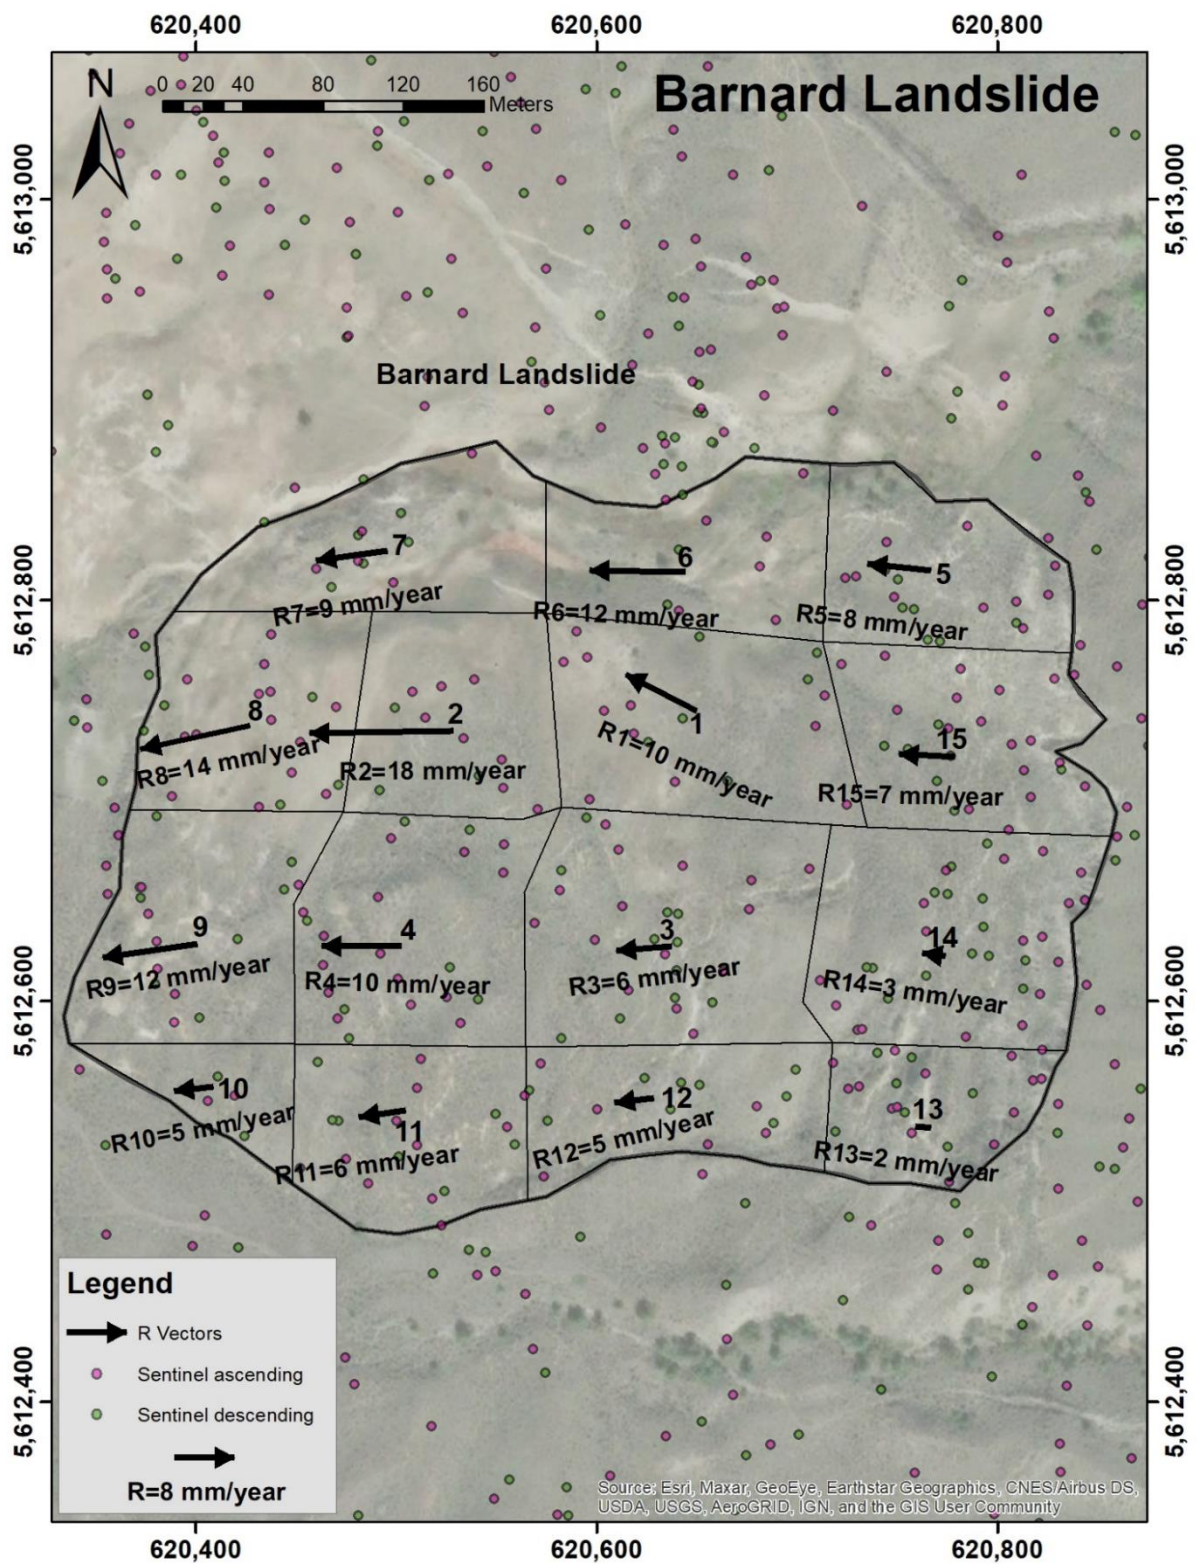 620,400 620,600 620,800
N
0 20 40 80 120 160
Meters
Barnard Landslide
5,613,000
5,613,000
Barnard Landslide
7
R7=9 mm/year
6
R6=12 mm/year
5
R5=8 mm/year
5,612,800
5,612,800
8
R8=14 mm/year
2
R2=18 mm/year
1
R1=10 mm/year
15
R15=7 mm/year
9
R9=12 mm/year
4
R4=10 mm/year
3
R3=6 mm/year
14
R14=3 mm/year
5,612,600
5,612,600
10
R10=5 mm/year
11
R11=6 mm/year
12
R12=5 mm/year
13
R13=2 mm/year
5,612,400
5,612,400
Legend
R Vectors
Sentinel ascending
Sentinel descending
R=8 mm/year
Source: Esri, Maxar, GeoEye, Earthstar Geographics, CNES/Airbus DS,
USDA, USGS, AeroGRID, IGN, and the GIS User Community
620,400 620,600 620,800